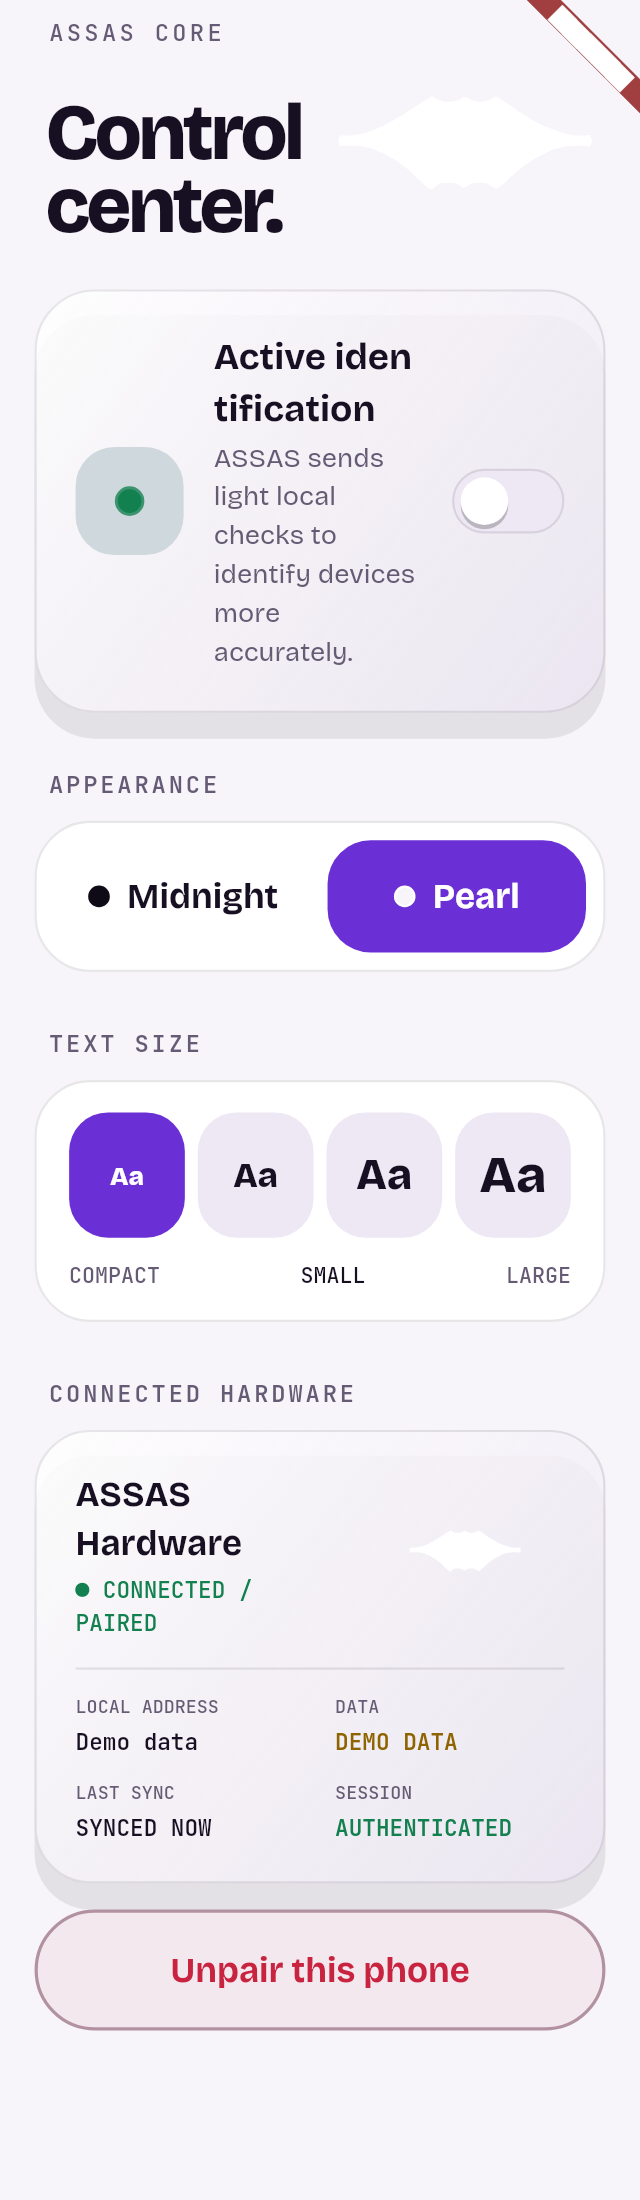 ASSAS CORE
Control
center.
Active iden
tification
ASSAS sends
light local
checks to
identify devices
more
accurately.
APPEARANCE
Midnight
Pearl
TEXT SIZE
Aa
Aa
Aa
Aa
COMPACT
SMALL
LARGE
CONNECTED HARDWARE
ASSAS
Hardware
CONNECTED /
PAIRED
LOCAL ADDRESS
Demo data
DATA
DEMO DATA
LAST SYNC
SYNCED NOW
SESSION
AUTHENTICATED
Unpair this phone